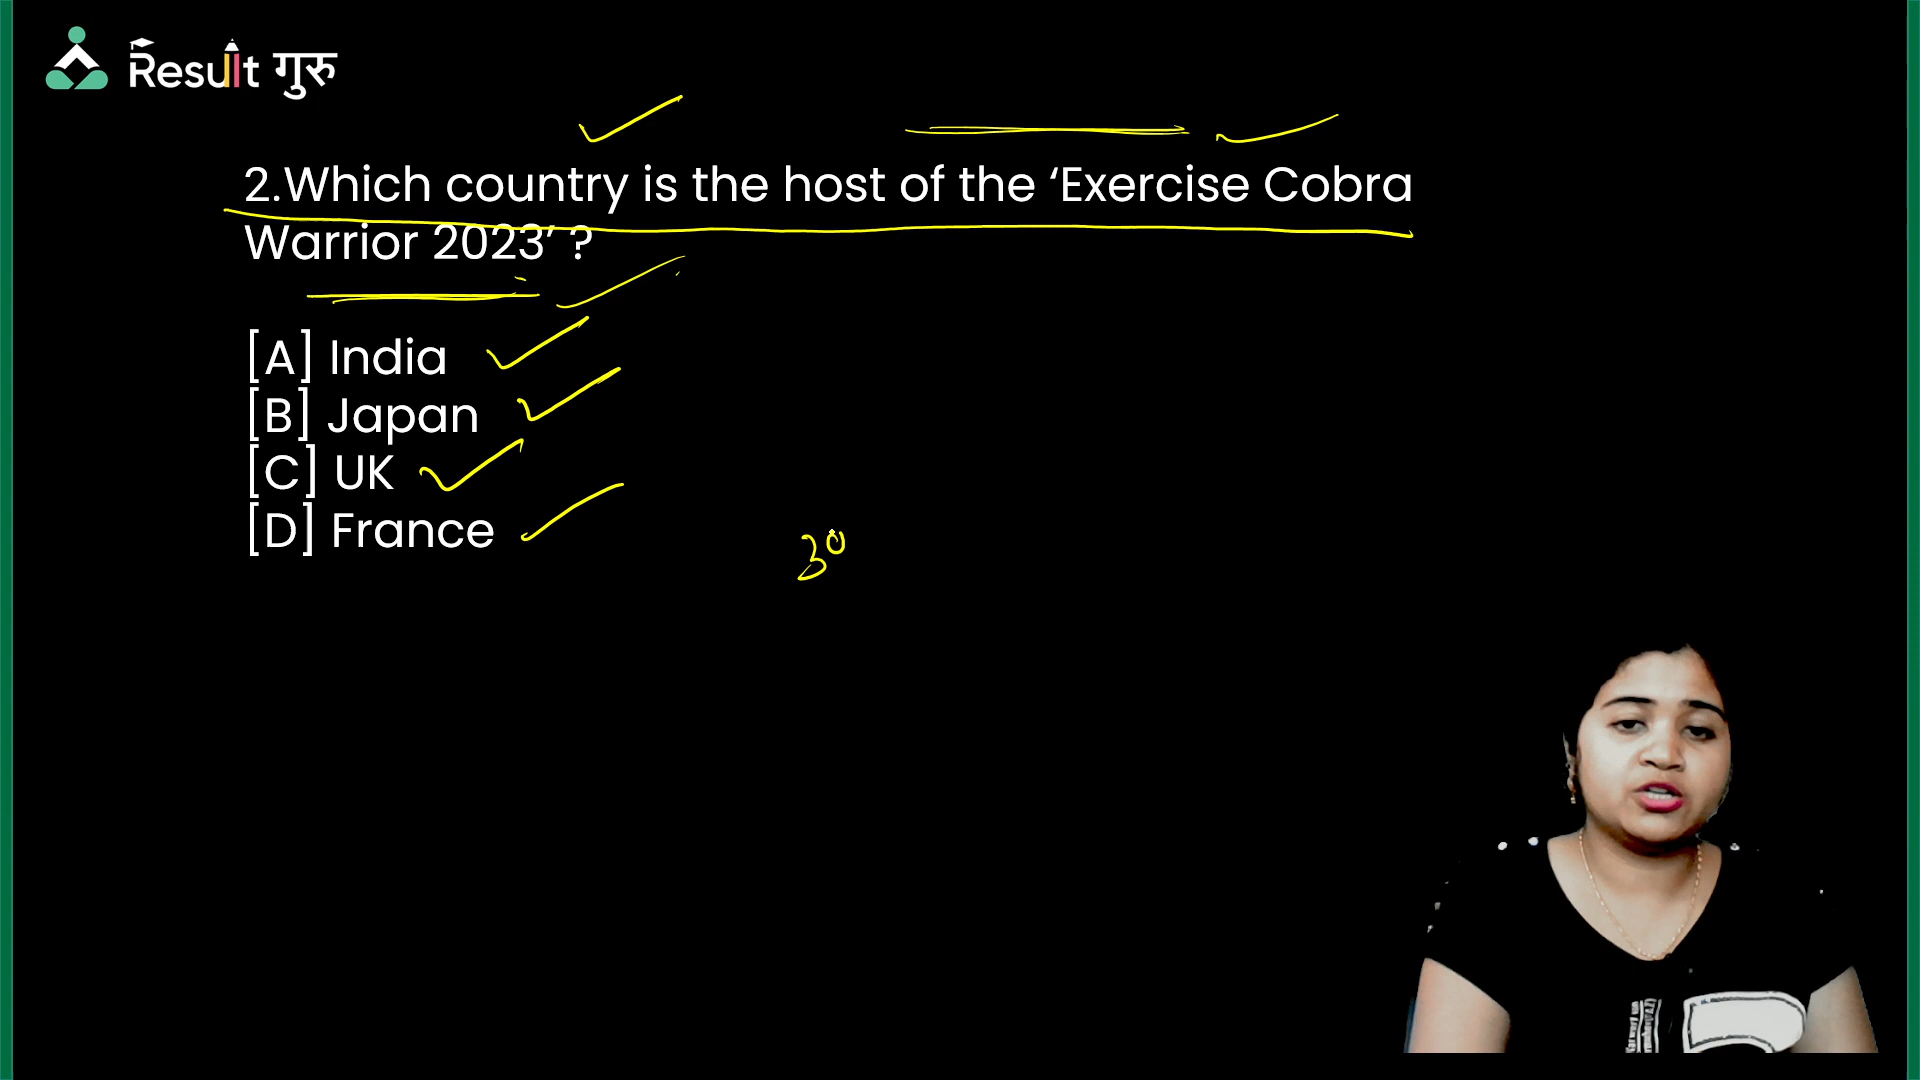 Result गुरु
2.Which country is the host of the ‘Exercise Cobra
Warrior 2023’ ?
[A] India
[B] Japan
[C] UK
[D] France